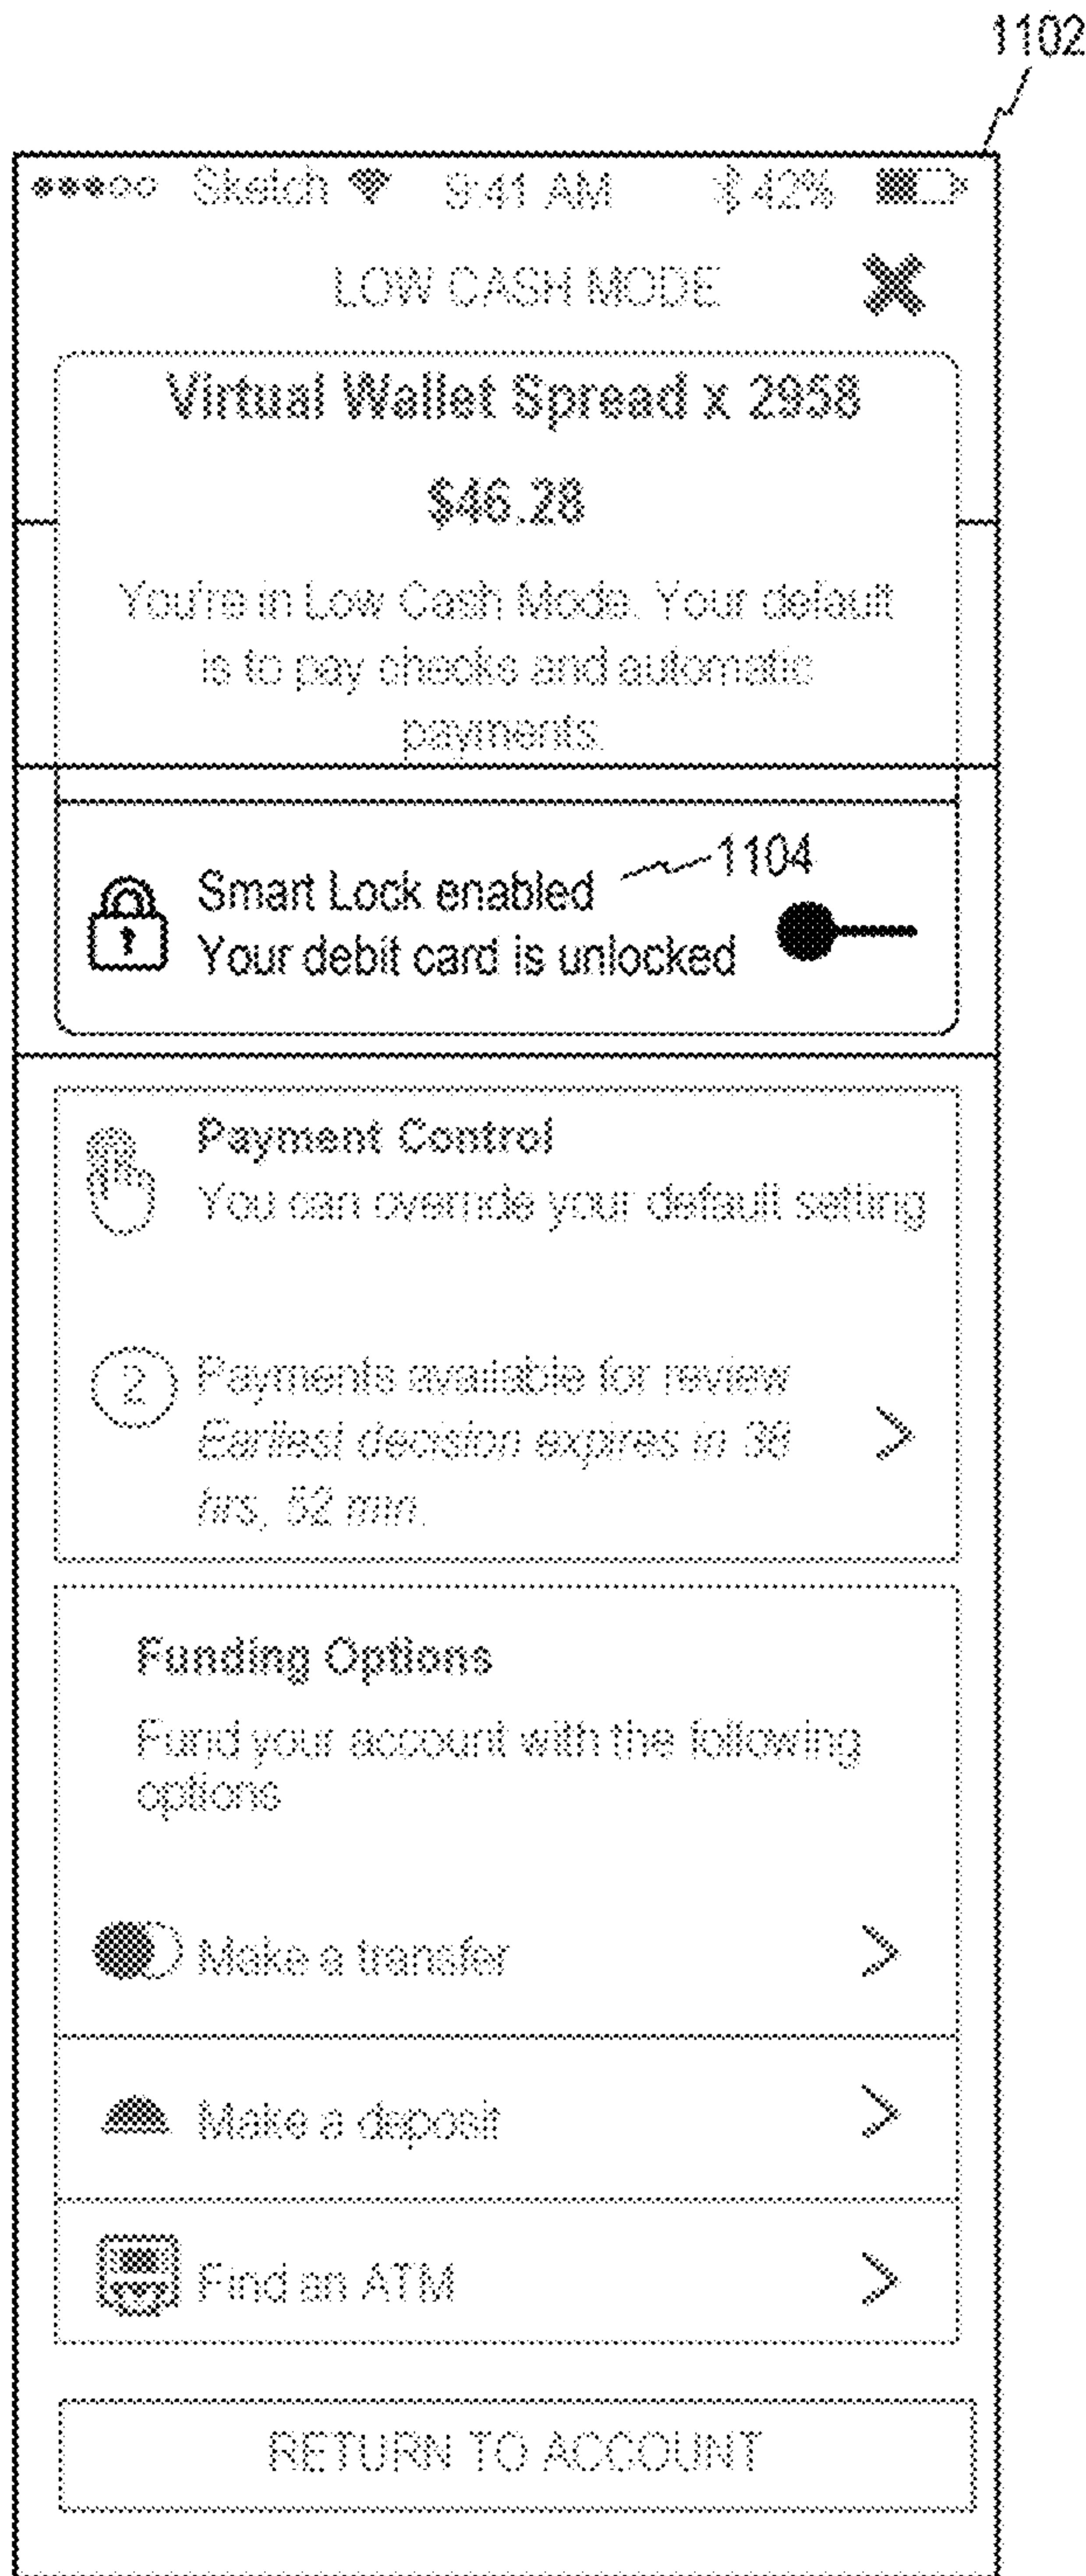 1102
Sketch 9:41 AM 42%
LOW CASH MODE
Virtual Wallet Spread x 2958
$46.28
You're in Low Cash Mode. Your default
is to pay checks and automatic
payments.
Smart Lock enabled 1104
Your debit card is unlocked
Payment Control
You can override your default setting
2 Payments available for review
Earliest decision expires in
hrs, 52 min.
Funding Options
Fund your account with the following
options
Make a transfer
Make a deposit
Find an ATM
RETURN TO ACCOUNT